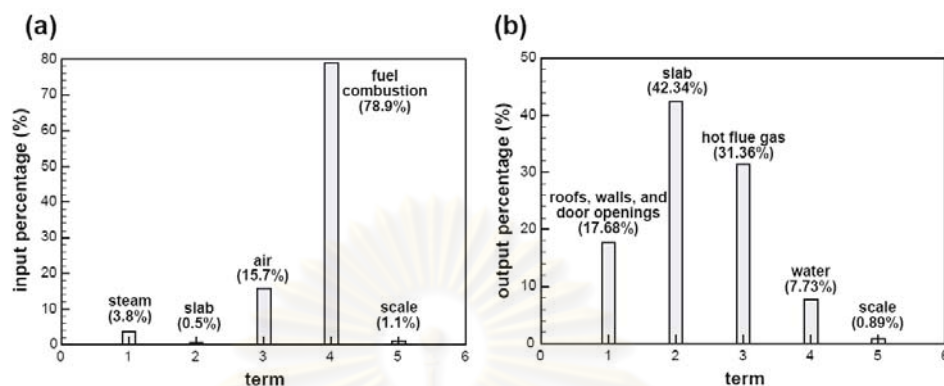 (a)
input percentage (%)
80
70
60
50
40
30
20
10
0
steam
(3.8%)
slab
(0.5%)
air
(15.7%)
fuel
combustion
(78.9%)
scale
(1.1%)
0 1 2 3 4 5 6
term
(b)
output percentage (%)
50
40
30
20
10
0
roofs, walls, and
door openings
(17.68%)
slab
(42.34%)
hot flue gas
(31.36%)
water
(7.73%)
scale
(0.89%)
0 1 2 3 4 5 6
term